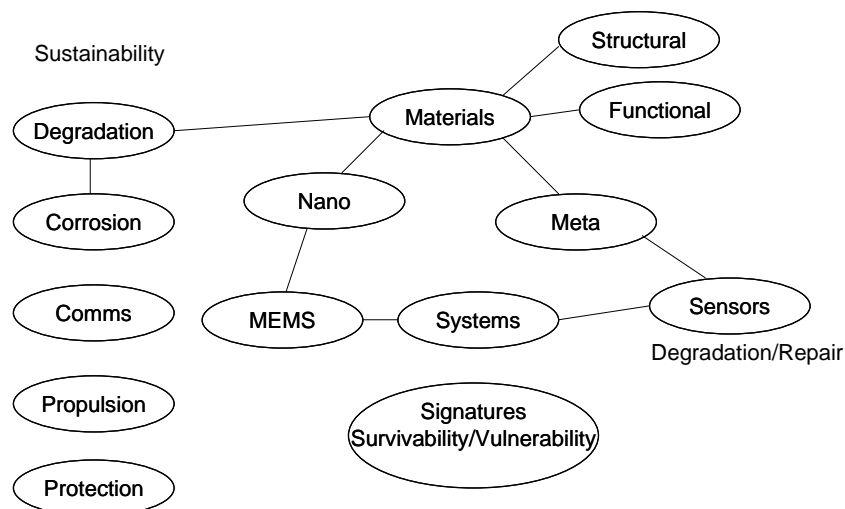 Structural
Sustainability
Materials
Functional
Degradation
Nano
Corrosion
Meta
Comms
MEMS
Systems
Sensors
Degradation/Repair
Propulsion
Signatures
Survivability/Vulnerability
Protection